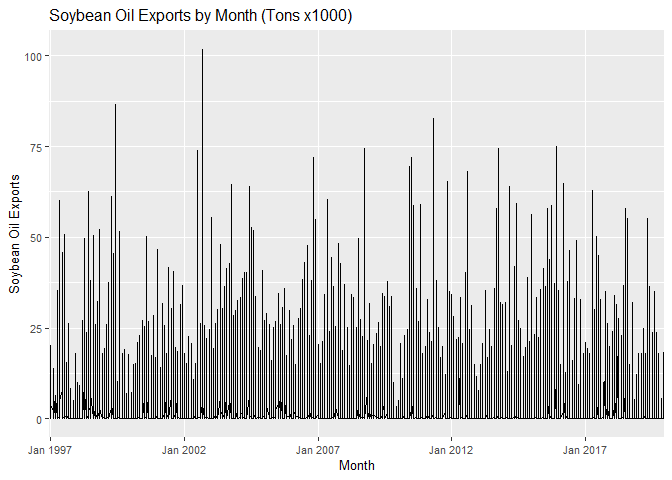 Soybean Oil Exports by Month (Tons x1000)
100
75
50
25
0
Soybean Oil Exports
Jan 1997 Jan 2002 Jan 2007 Jan 2012 Jan 2017
Month